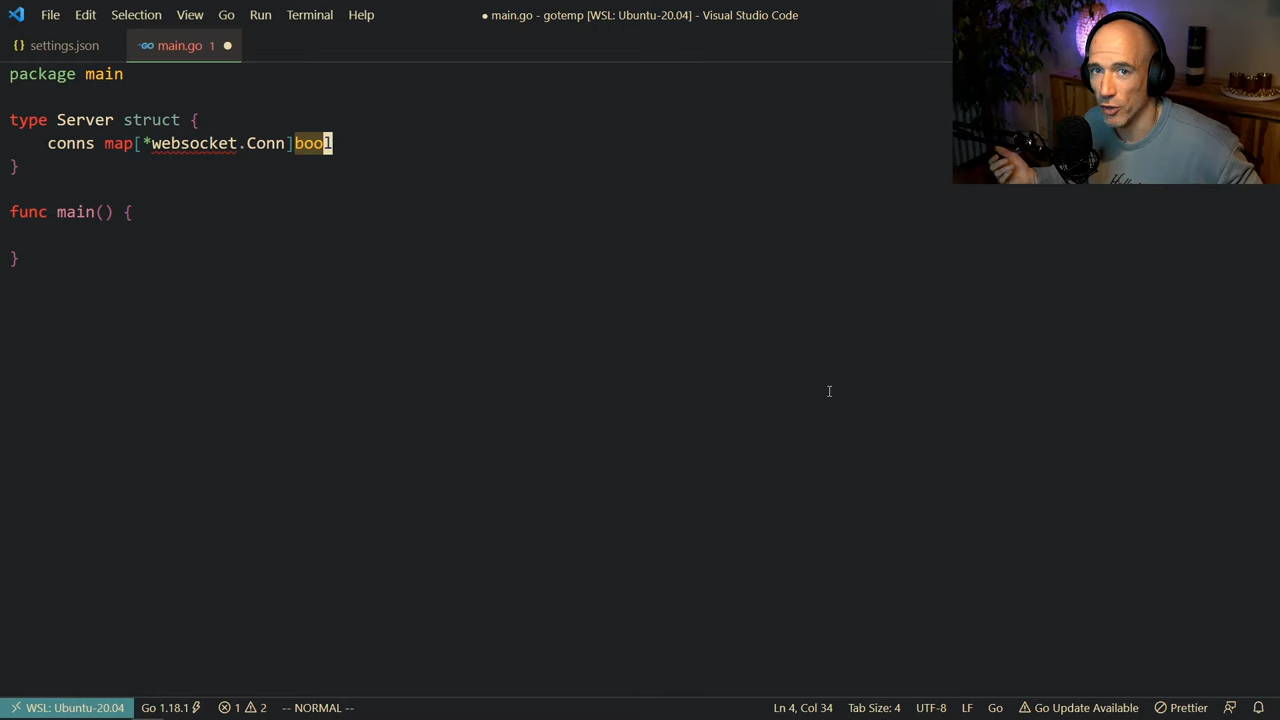 File Edit Selection View Go Run Terminal Help
● main.go - gotemp [WSL: Ubuntu-20.04] - Visual Studio Code
{} settings.json
main.go 1 ●
package main
type Server struct {
conns map[*websocket.Conn]bool
}
func main() {
}
WSL: Ubuntu-20.04 Go 1.18.1 1 2 -- NORMAL --
Ln 4, Col 34 Tab Size: 4 UTF-8 LF Go Go Update Available Prettier